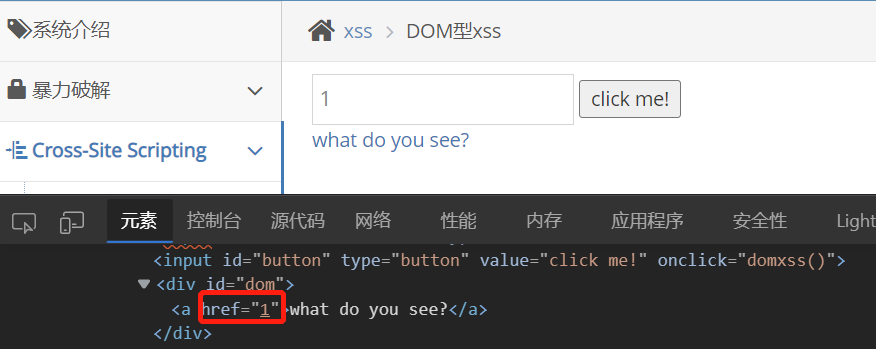 系统介绍
xss > DOM型xss
暴力破解
1 click me!
what do you see?
Cross-Site Scripting
元素 控制台 源代码 网络 性能 内存 应用程序 安全性 Light
<input id="button" type="button" value="click me!" onclick="domxss()">
<div id="dom">
<a href="1">what do you see?</a>
</div>